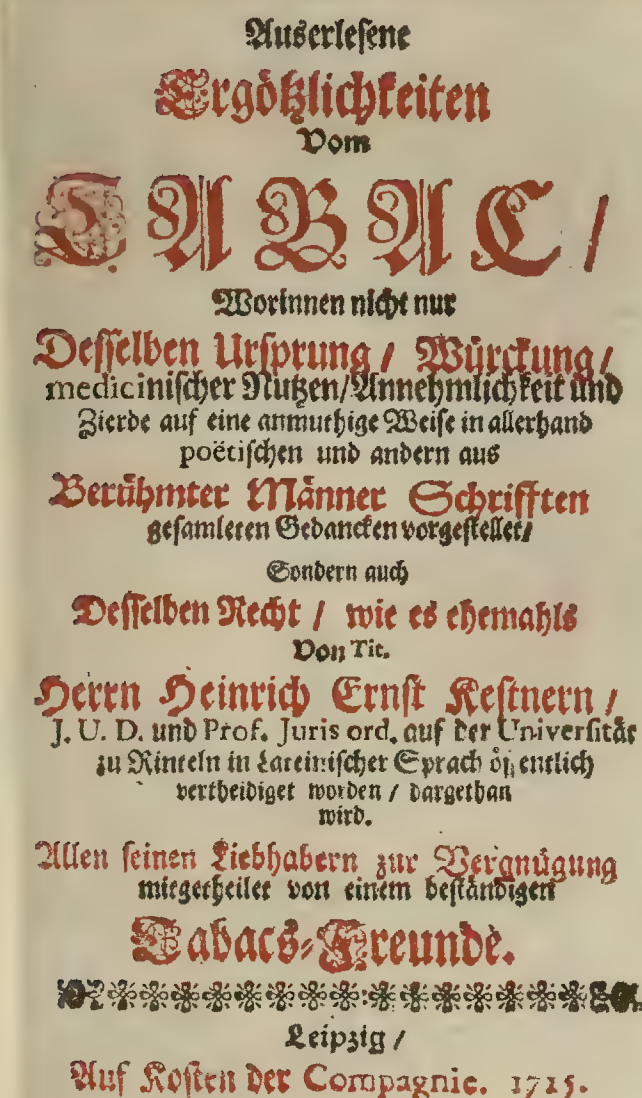 Auserlesene
Ergötzlichkeiten
Vom
TABAC /
Worinnen nicht nur
Desselben Ursprung / Würckung /
medicinischer Nutzen / Annehmlichkeit und
Zierde auf eine anmuthige Weise in allerhand
poëtischen und andern aus
Berühmter Männer Schrifften
gesamleten Gedancken vorgestellet /
Sondern auch
Desselben Recht / wie es ehemahls
Von Tit.
Herrn Heinrich Ernst Kestnern /
J. U. D. und Prof. Juris ord. auf der Universität
zu Rinteln in Lateinischer Sprach öffentlich
vertheidiget worden / dargethan
wird.
Allen seinen Liebhabern zur Vergnügung
mitgetheilet von einem beständigen
Tabacs-Freunde.
Leipzig /
Auf Kosten der Compagnie. 1715.